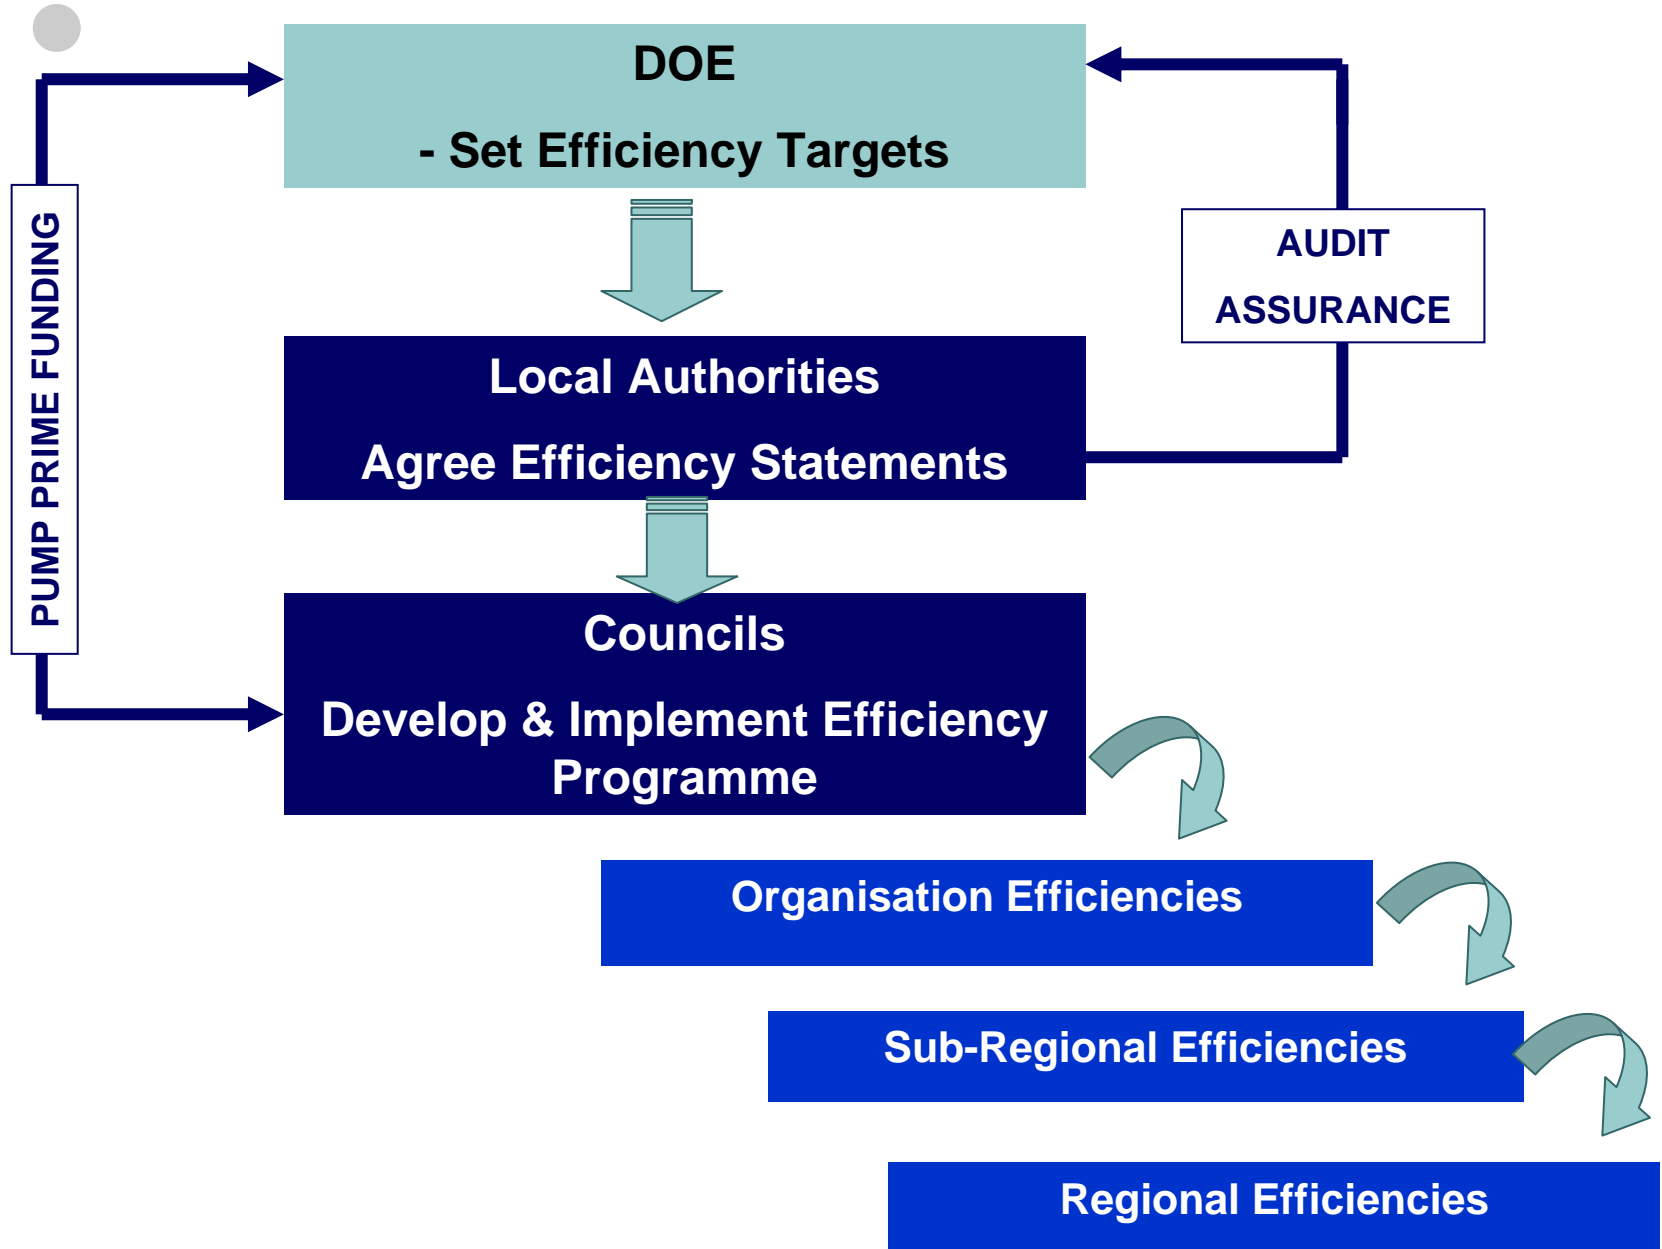 DOE
- Set Efficiency Targets
PUMP PRIME FUNDING
AUDIT
ASSURANCE
Local Authorities
Agree Efficiency Statements
Councils
Develop & Implement Efficiency
Programme
Organisation Efficiencies
Sub-Regional Efficiencies
Regional Efficiencies